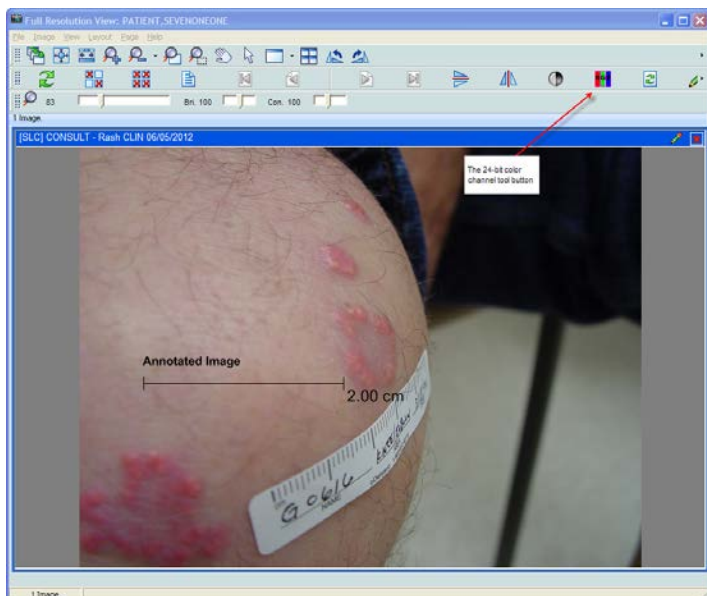 Full Resolution View: PATIENT,SEVENONEONE
File Image View Layout Page Help
83 Bri. 100 Con. 100
1 Image.
[SLC] CONSULT - Rash CLIN 06/05/2012
The 24-bit color
channel tool button
Annotated Image
2.00 cm
G0616
NAME
1 Image